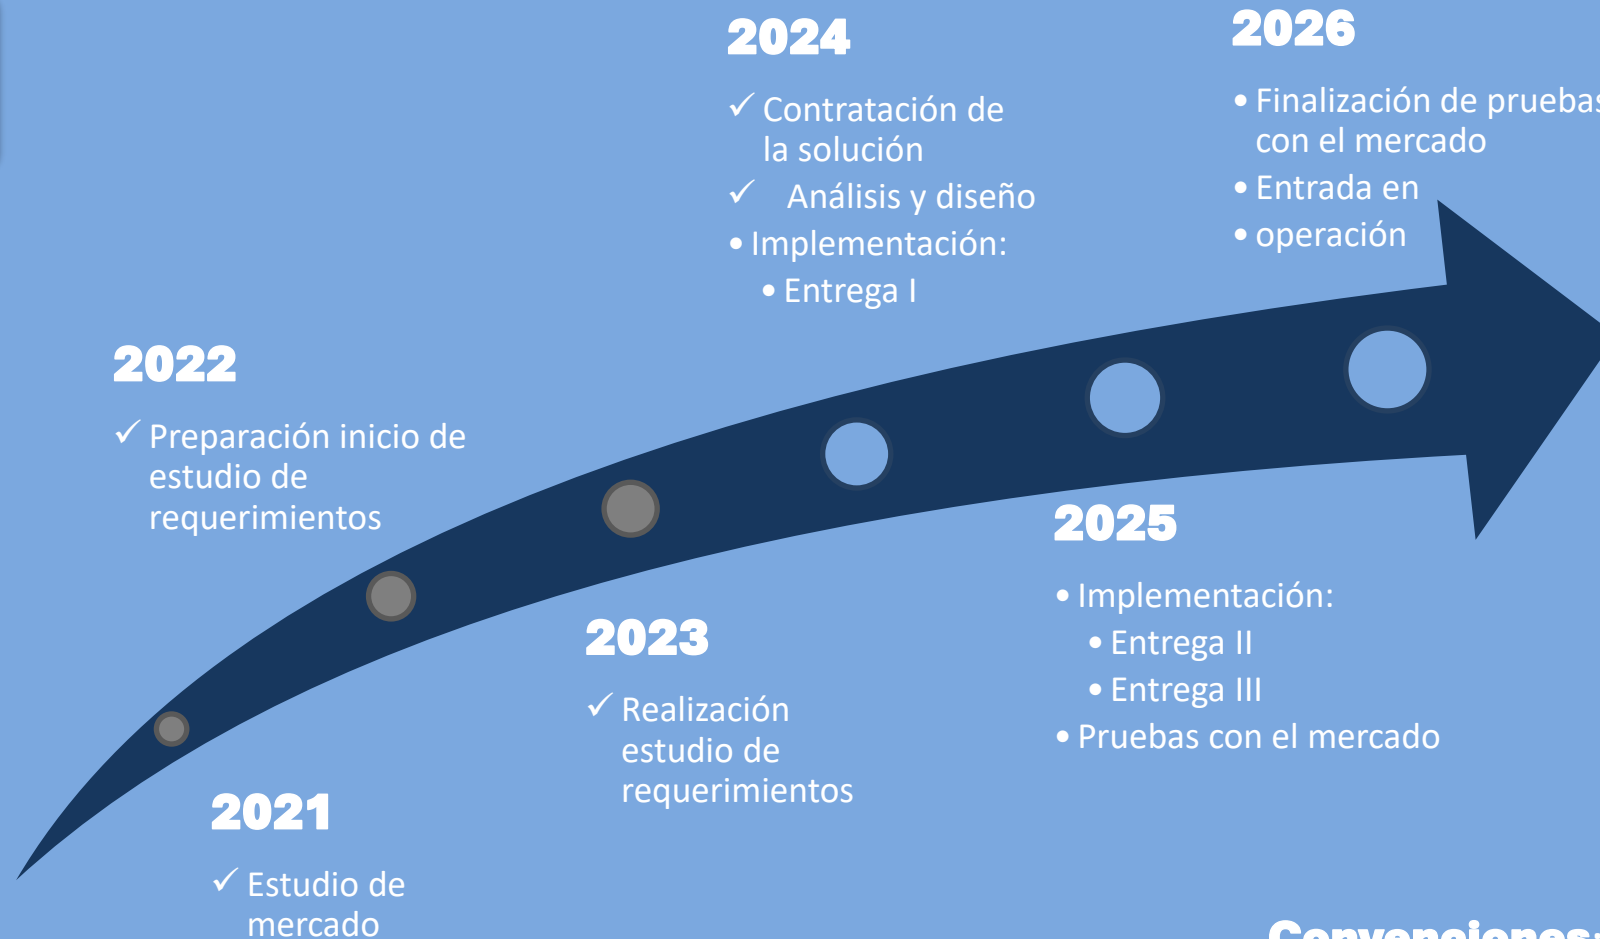 2021
✓ Estudio de
mercado
2022
✓ Preparación inicio de
estudio de
requerimientos
2023
✓ Realización
estudio de
requerimientos
2024
✓ Contratación de
la solución
✓ Análisis y diseño
• Implementación:
• Entrega I
2025
• Implementación:
• Entrega II
• Entrega III
• Pruebas con el mercado
2026
• Finalización de pruebas
con el mercado
• Entrada en
• operación
Convenciones: